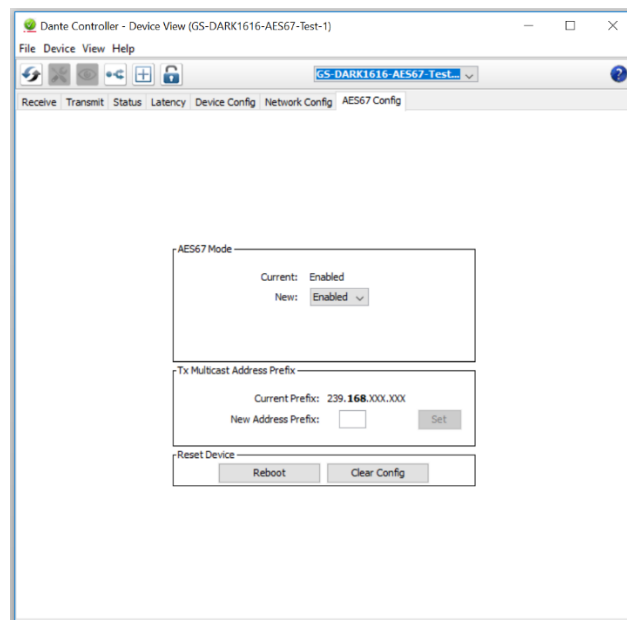 Dante Controller - Device View (GS-DARK1616-AES67-Test-1)
File Device View Help
GS-DARK1616-AES67-Test...
Receive Transmit Status Latency Device Config Network Config AES67 Config
AES67 Mode
Current: Enabled
New: Enabled
Tx Multicast Address Prefix
Current Prefix: 239.168.XXX.XXX
New Address Prefix: Set
Reset Device
Reboot Clear Config